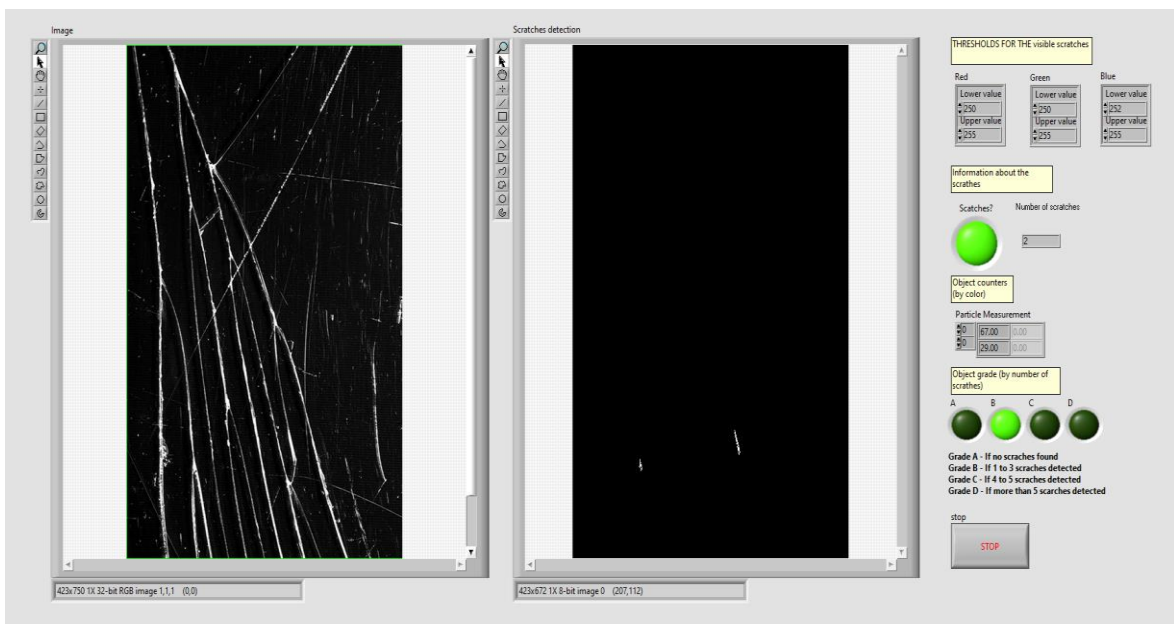 Image
Scratches detection
423x750 1X 32-bit RGB image 1,1,1 (0,0)
423x672 1X 8-bit image 0 (207,112)
THRESHOLDS FOR THE visible scratches
Red
Green
Blue
Lower value
Lower value
Lower value
250
250
252
Upper value
Upper value
Upper value
255
255
255
Information about the
scrathes
Scatches?
Number of scratches
2
Object counters
(by color)
Particle Measurement
0
67.00
0.00
0
29.00
0.00
Object grade (by number of
scrathes)
A
B
C
D
Grade A - If no scraches found
Grade B - If 1 to 3 scraches detected
Grade C - If 4 to 5 scraches detected
Grade D - If more than 5 scarches detected
stop
STOP